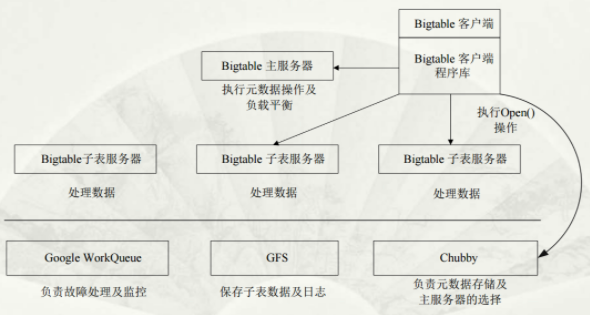 Bigtable 客户端
Bigtable 客户端
程序库
Bigtable 主服务器
执行元数据操作及
负载平衡
执行Open()
操作
Bigtable子表服务器
Bigtable 子表服务器
Bigtable 子表服务器
处理数据
处理数据
处理数据
Google WorkQueue
GFS
Chubby
负责故障处理及监控
保存子表数据及日志
负责元数据存储及
主服务器的选择